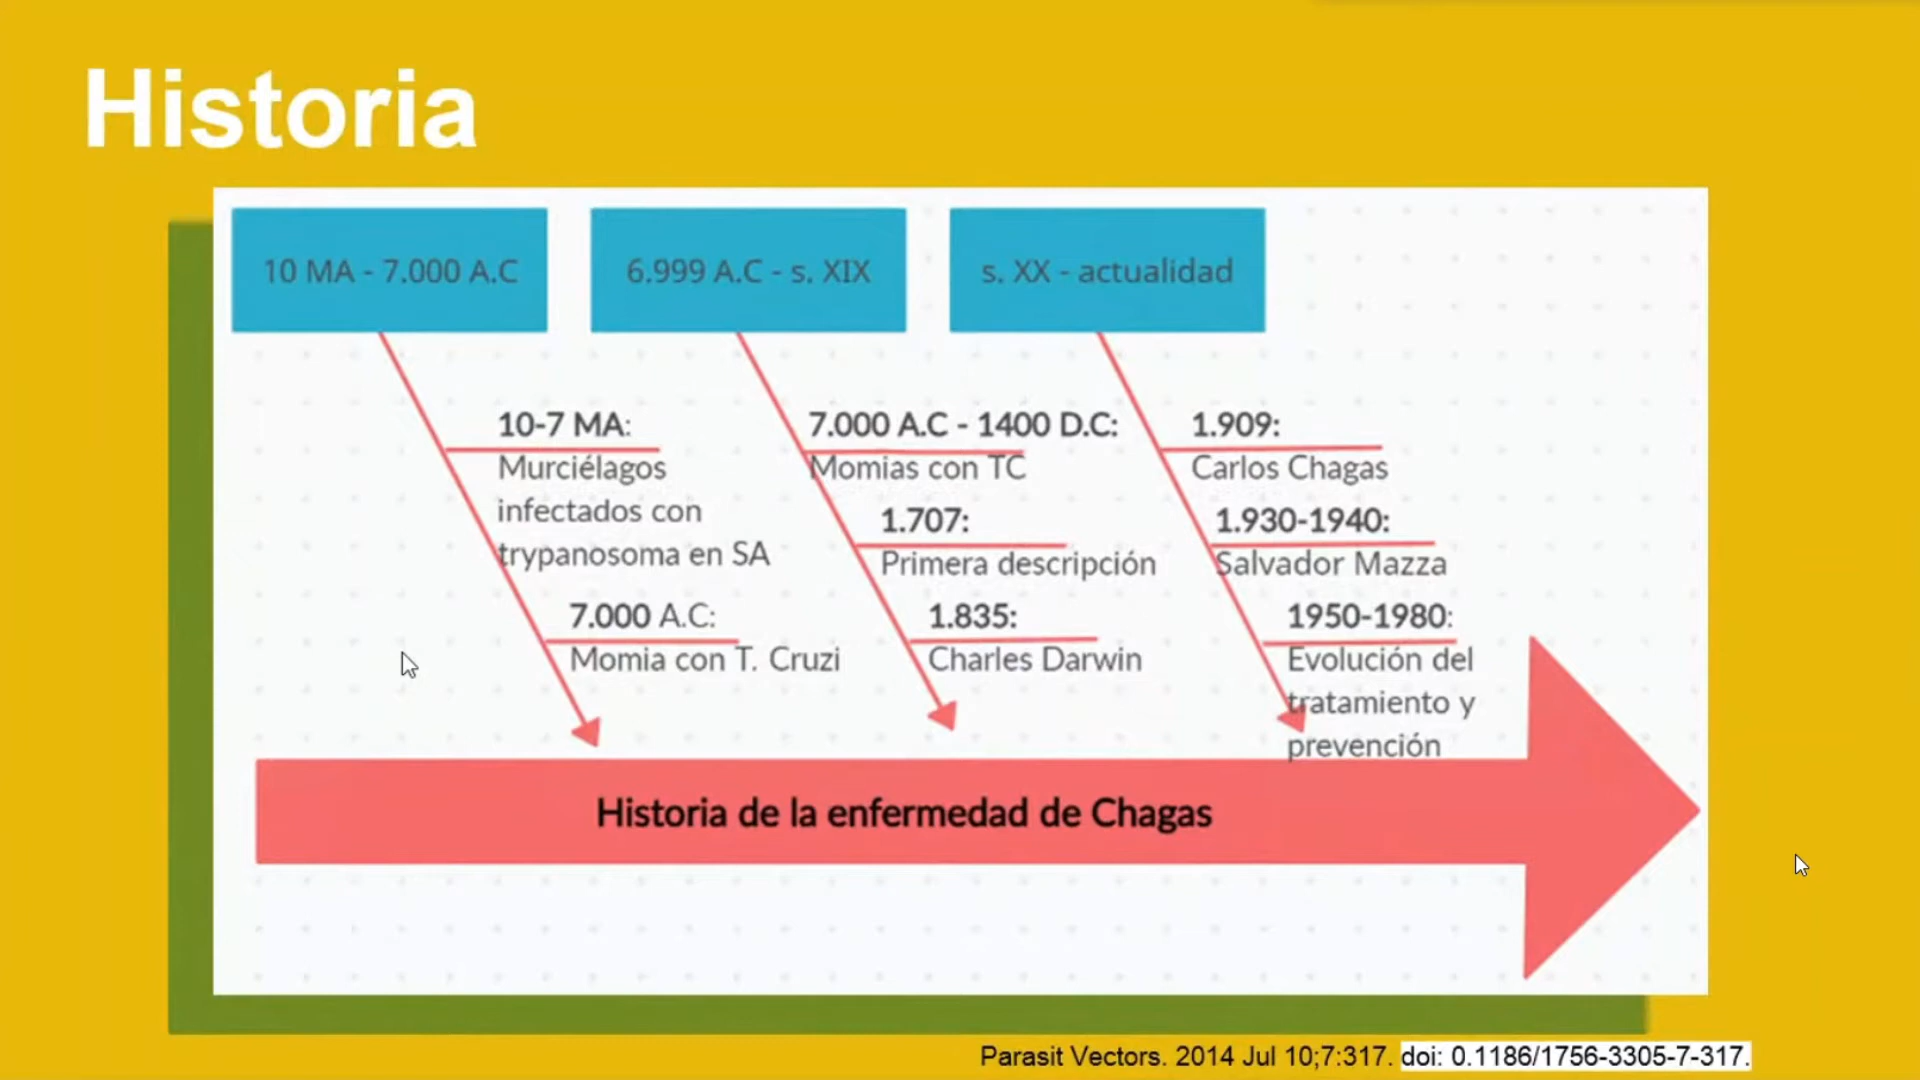 Historia
10 MA - 7.000 A.C
6.999 A.C - s. XIX
s. XX - actualidad
10-7 MA:
Murciélagos
infectados con
trypanosoma en SA
7.000 A.C:
Momia con T. Cruzi
7.000 A.C - 1400 D.C:
Momias con TC
1.707:
Primera descripción
1.835:
Charles Darwin
1.909:
Carlos Chagas
1.930-1940:
Salvador Mazza
1950-1980:
Evolución del
tratamiento y
prevención
Historia de la enfermedad de Chagas
Parasit Vectors. 2014 Jul 10;7:317. doi: 0.1186/1756-3305-7-317.